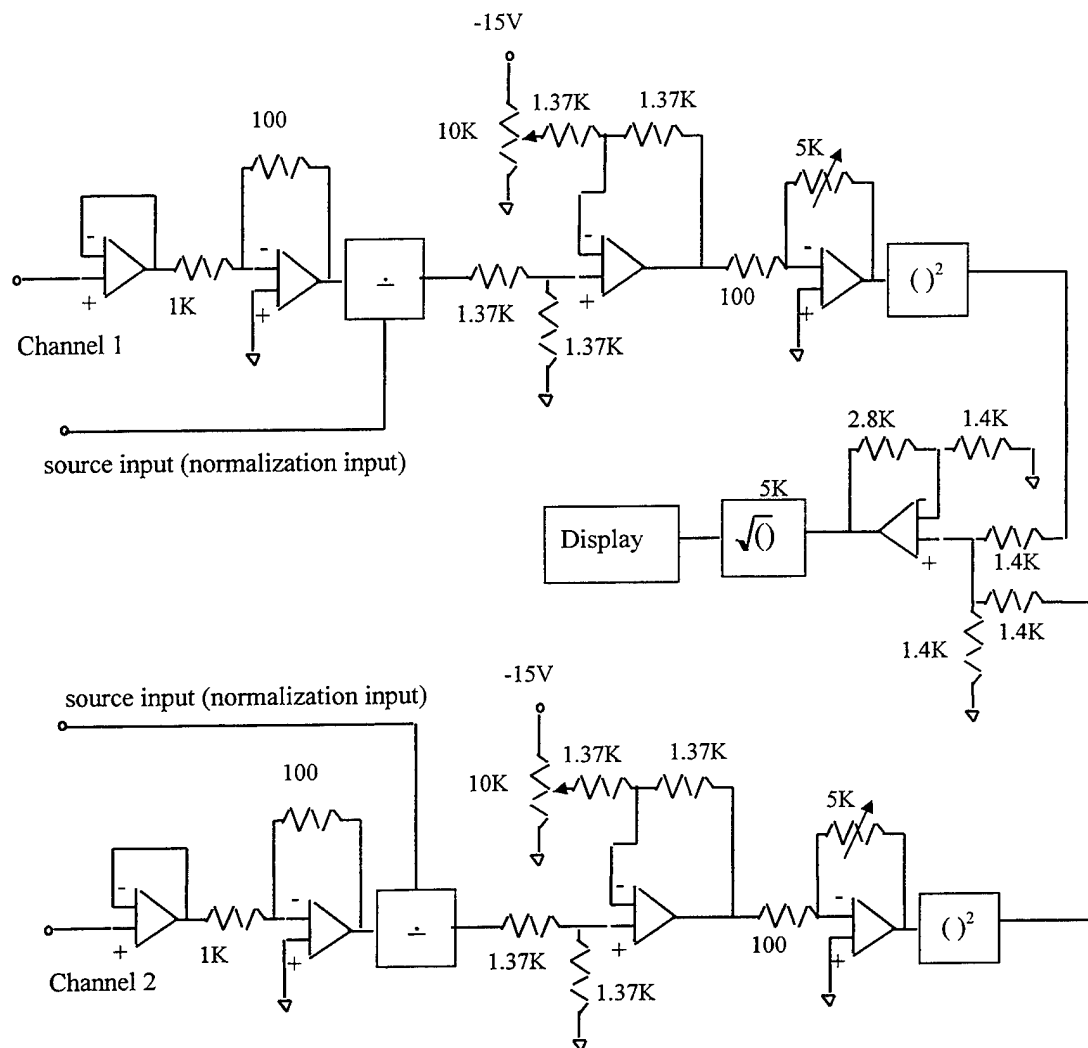 -15V
1.37K 1.37K
100
10K
5K
-
-
-
-
÷
( )²
+
1K
+
+
100
+
1.37K
1.37K
Channel 1
source input (normalization input)
2.8K 1.4K
5K
-
Display
√()
+
1.4K
1.4K
1.4K
source input (normalization input)
-15V
1.37K 1.37K
100
10K
5K
-
-
-
-
÷
( )²
+
1K
+
+
100
+
1.37K
1.37K
Channel 2